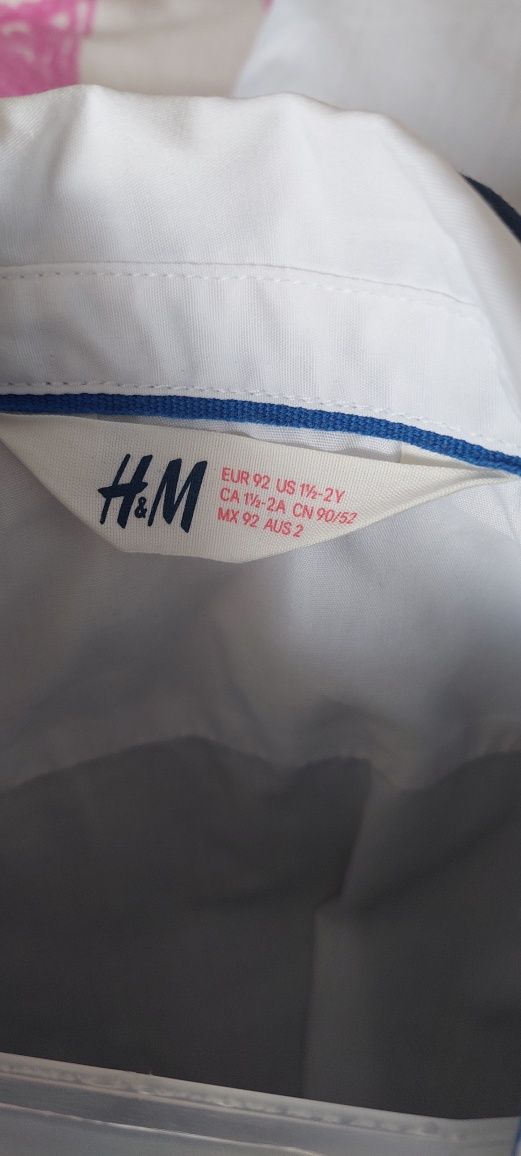 H&M
EUR 92 US 1½-2Y
CA 1½-2A CN 90/52
MX 92 AUS 2